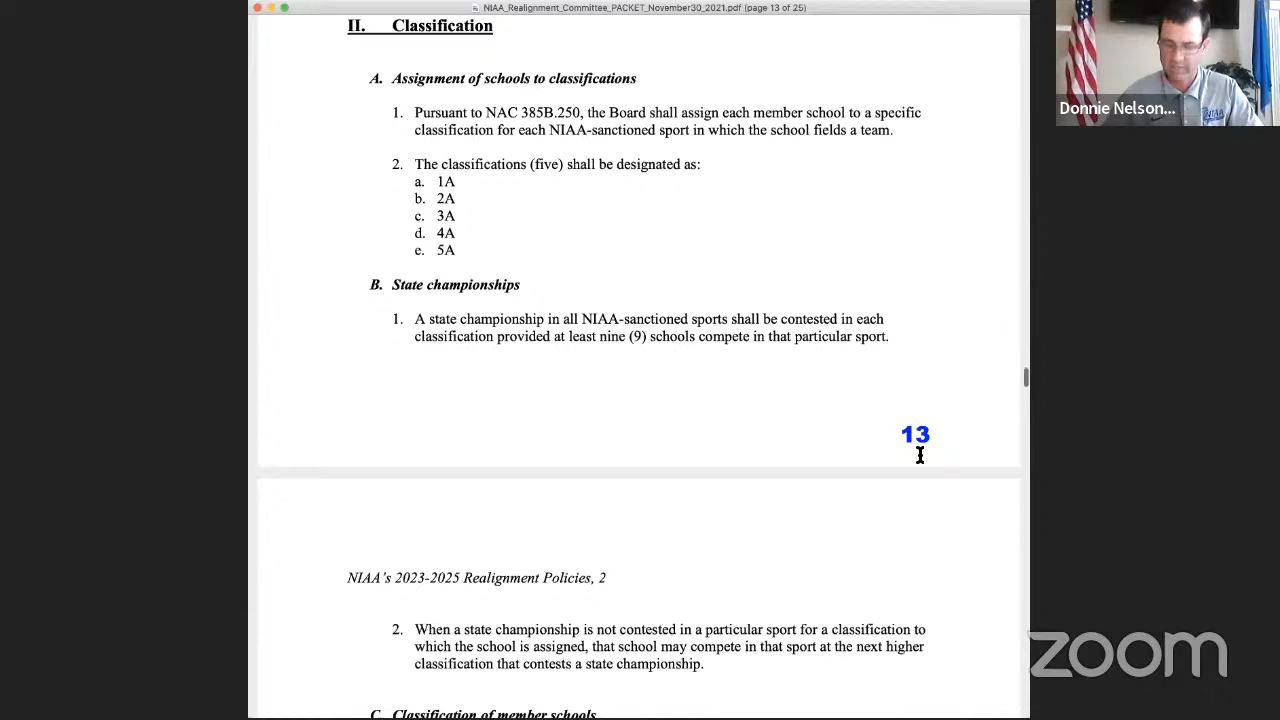 NIAA_Realignment_Committee_PACKET_November30_2021.pdf (page 13 of 25)
II. Classification
A. Assignment of schools to classifications
1. Pursuant to NAC 385B.250, the Board shall assign each member school to a specific
classification for each NIAA-sanctioned sport in which the school fields a team.
2. The classifications (five) shall be designated as:
a. 1A
b. 2A
c. 3A
d. 4A
e. 5A
B. State championships
1. A state championship in all NIAA-sanctioned sports shall be contested in each
classification provided at least nine (9) schools compete in that particular sport.
13
NIAA's 2023-2025 Realignment Policies, 2
2. When a state championship is not contested in a particular sport for a classification to
which the school is assigned, that school may compete in that sport at the next higher
classification that contests a state championship.
C. Classification of member schools
Donnie Nelson...
NIAA
zoom